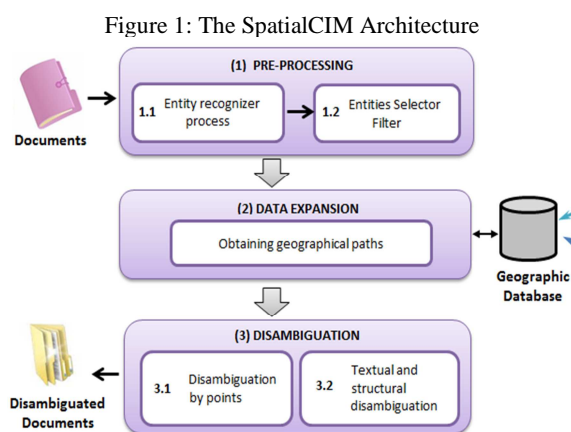 Figure 1: The SpatialCIM Architecture
(1) PRE-PROCESSING
1.1 Entity recognizer
process
1.2 Entities Selector
Filter
Documents
(2) DATA EXPANSION
Obtaining geographical paths
Geographic
Database
(3) DISAMBIGUATION
3.1 Disambiguation
by points
3.2 Textual and
structural
disambiguation
Disambiguated
Documents